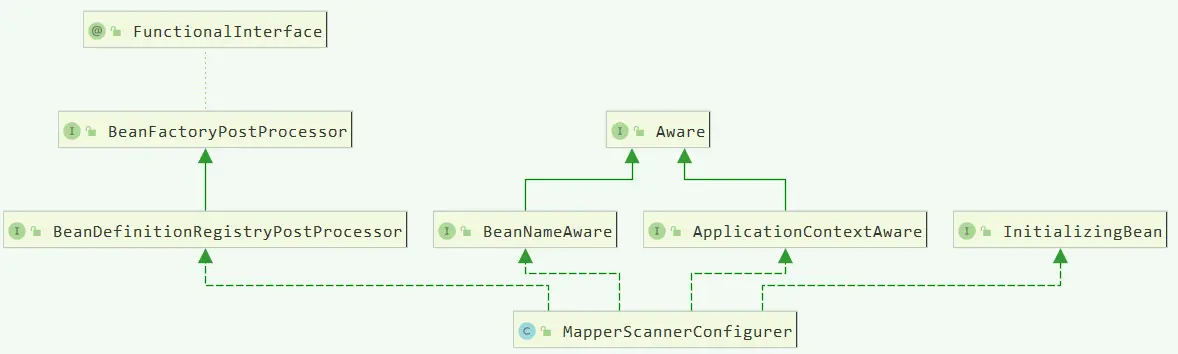 @ FunctionalInterface
I BeanFactoryPostProcessor
I Aware
I BeanDefinitionRegistryPostProcessor
I BeanNameAware
I ApplicationContextAware
I InitializingBean
C MapperScannerConfigurer